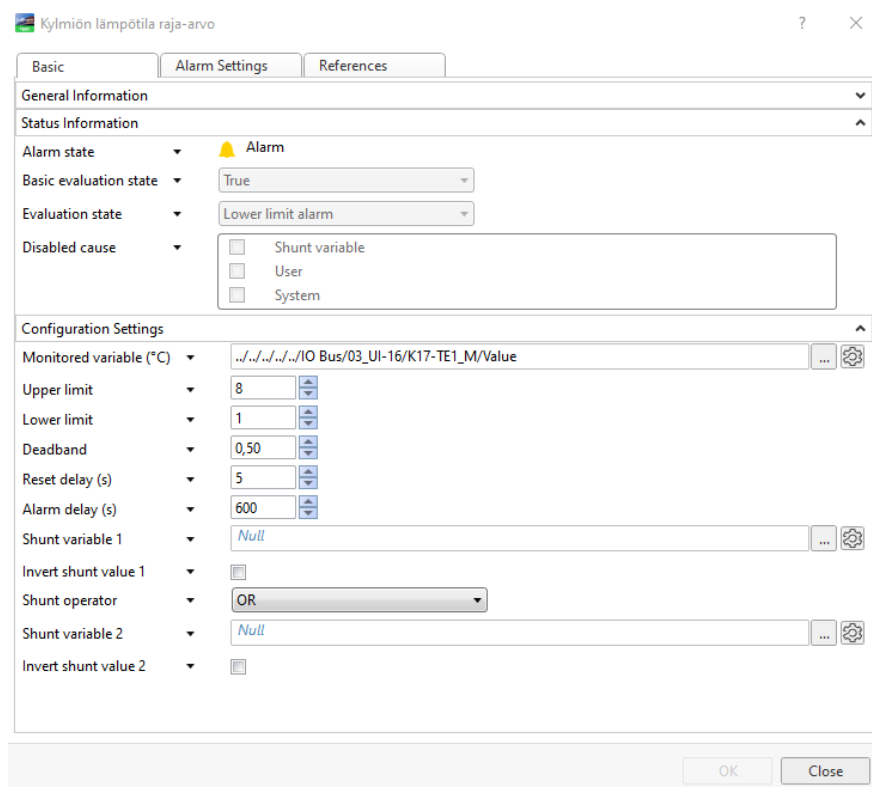 Kylmiön lämpötila raja-arvo ?
Basic Alarm Settings References
General Information
Status Information
Alarm state Alarm
Basic evaluation state True
Evaluation state Lower limit alarm
Disabled cause Shunt variable
User
System
Configuration Settings
Monitored variable (°C) ../../../../../IO Bus/03_UI-16/K17-TE1_M/Value ...
Upper limit 8
Lower limit 1
Deadband 0,50
Reset delay (s) 5
Alarm delay (s) 600
Shunt variable 1 Null ...
Invert shunt value 1
Shunt operator OR
Shunt variable 2 Null ...
Invert shunt value 2
OK Close